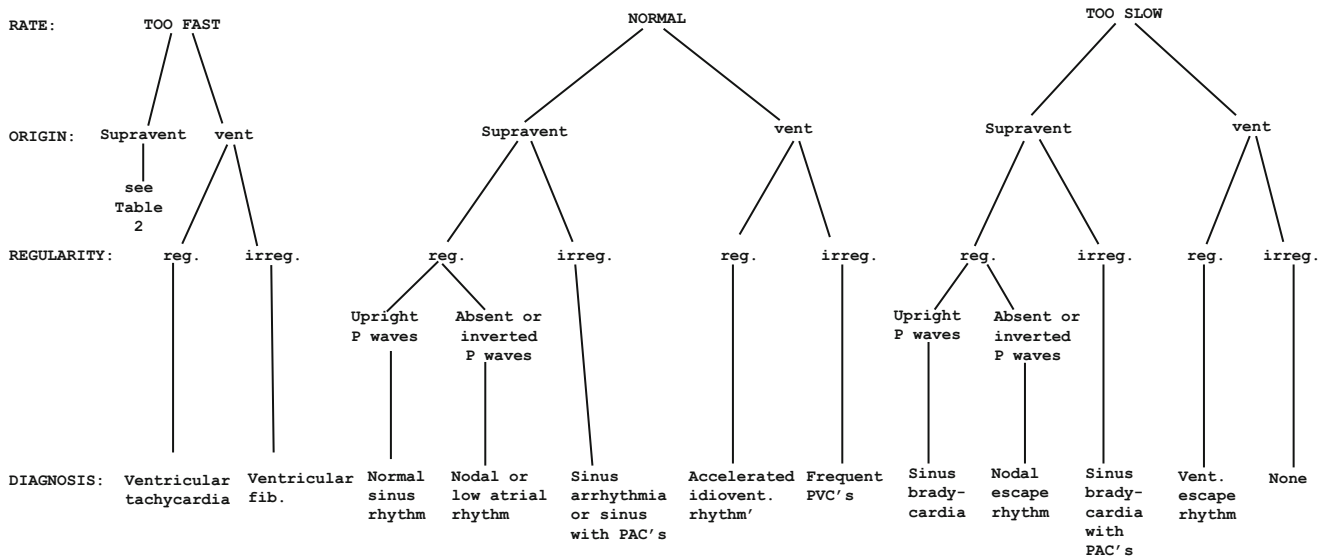 RATE: TOO FAST NORMAL TOO SLOW
ORIGIN: Supravent vent Supravent vent Supravent vent
see
Table
2
REGULARITY: reg. irreg. reg. irreg. reg. irreg. reg. irreg. reg. irreg.
Upright
P waves
Absent or
inverted
P waves
Upright
P waves
Absent or
inverted
P waves
DIAGNOSIS:
Ventricular
tachycardia
Ventricular
fib.
Normal
sinus
rhythm
Nodal or
low atrial
rhythm
Sinus
arrhythmia
or sinus
with PAC's
Accelerated
idiovent.
rhythm'
Frequent
PVC's
Sinus
brady-
cardia
Nodal
escape
rhythm
Sinus
brady-
cardia
with
PAC's
Vent.
escape
rhythm
None